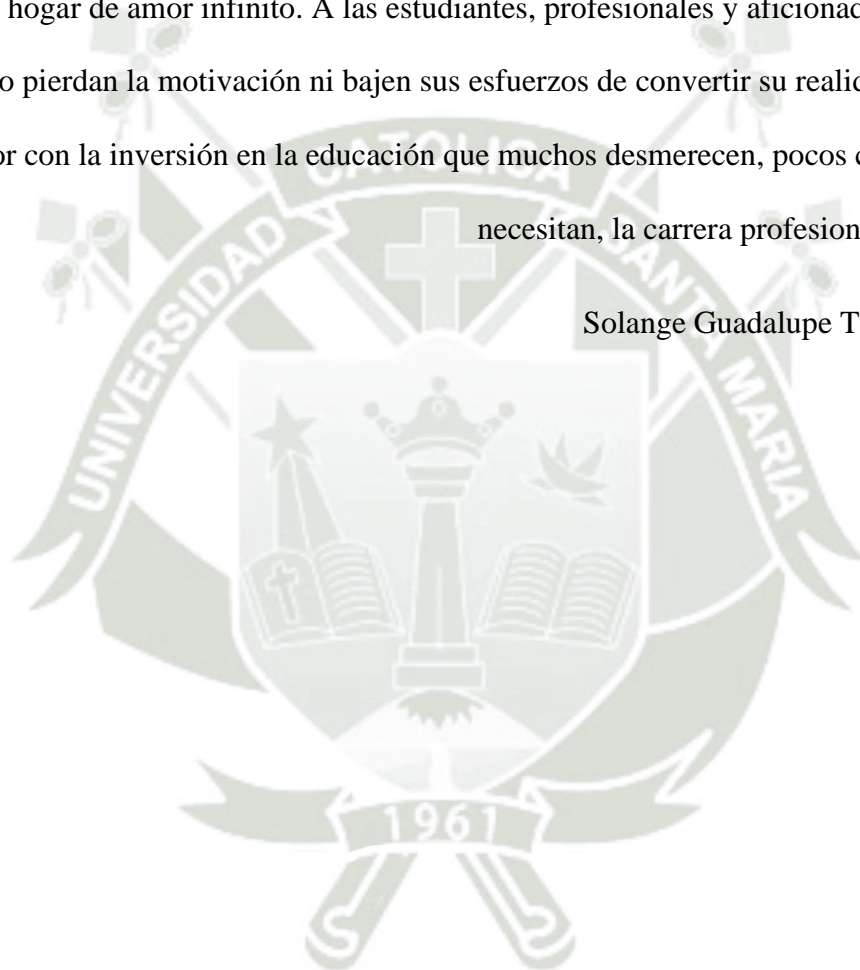 hogar de amor infinito. A las estudiantes, profesionales y aficionad
o pierdan la motivación ni bajen sus esfuerzos de convertir su realid
or con la inversión en la educación que muchos desmerecen, pocos
necesitan, la carrera profesion
Solange Guadalupe T
UNIVERSIDAD CATOLICA SANTA MARIA
1961